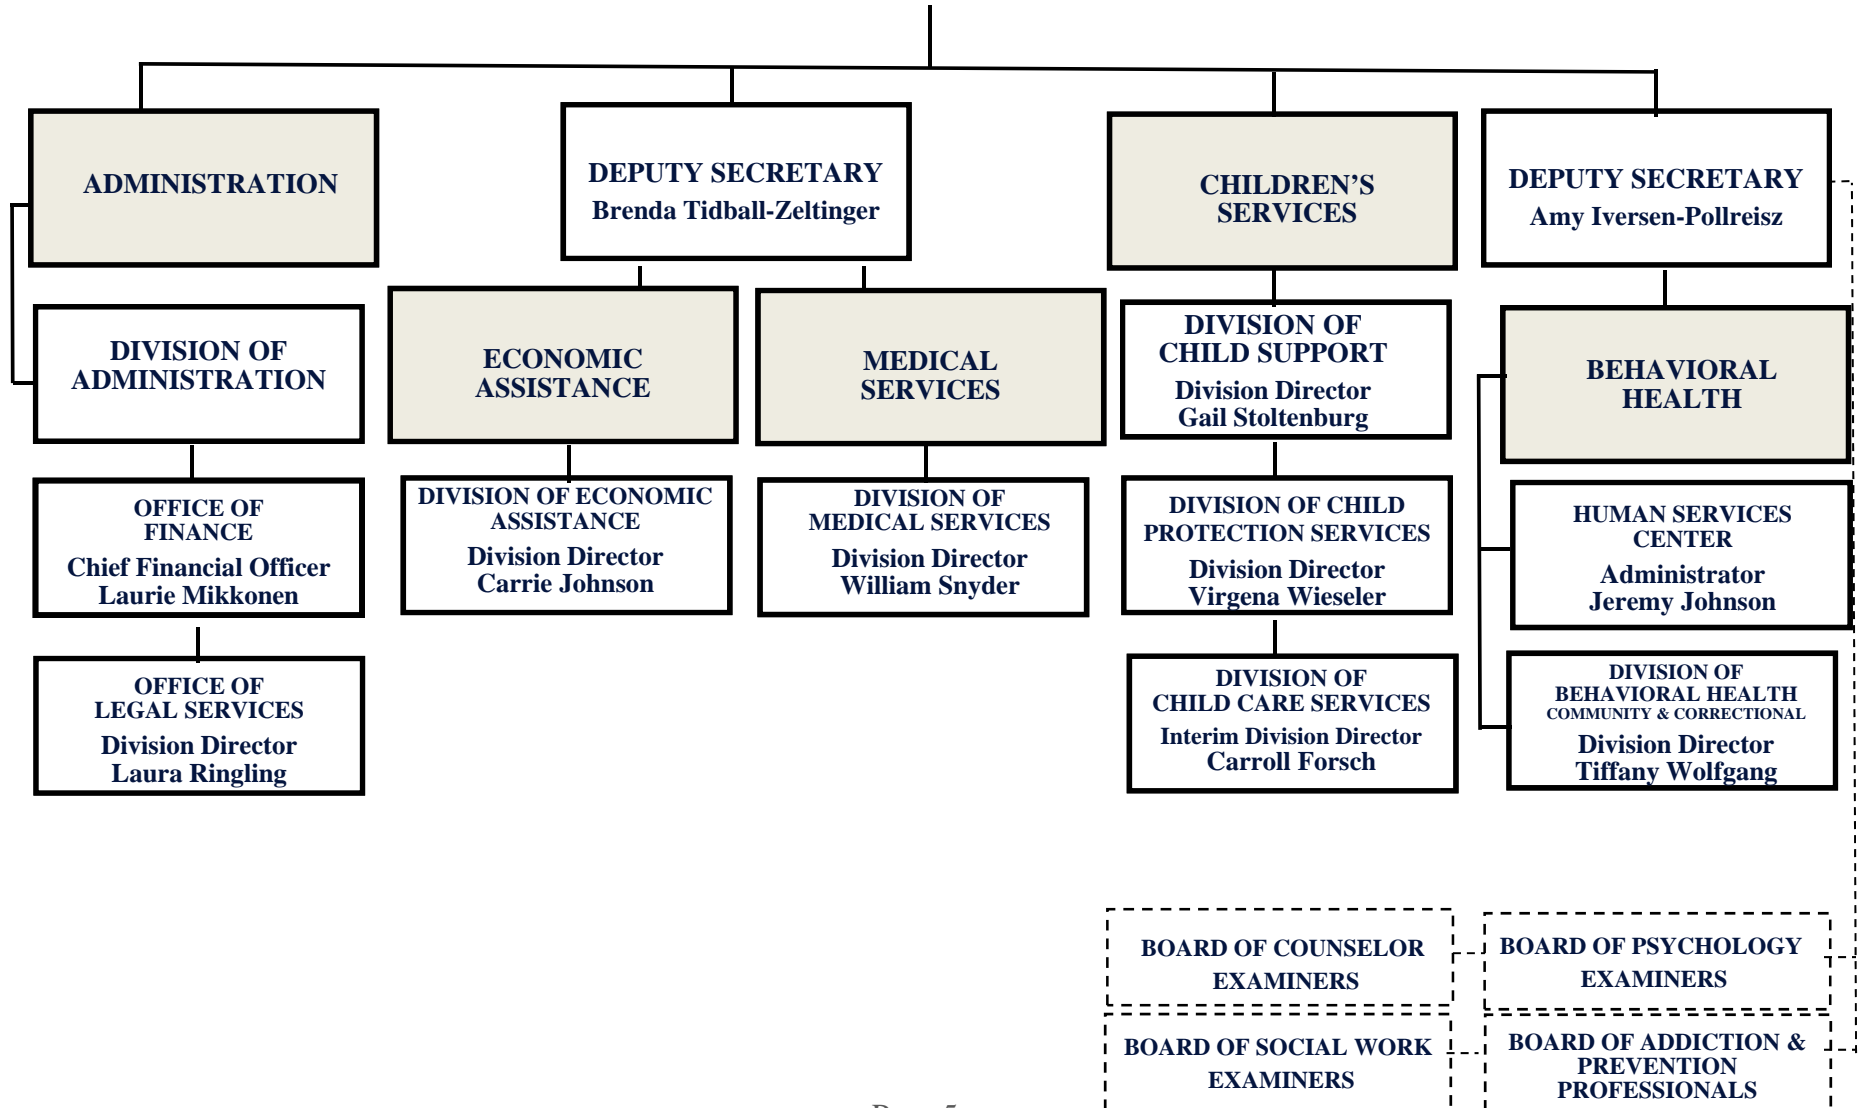 ADMINISTRATION
DEPUTY SECRETARY
Brenda Tidball-Zeltinger
CHILDREN’S
SERVICES
DEPUTY SECRETARY
Amy Iversen-Pollreisz
DIVISION OF
ADMINISTRATION
ECONOMIC
ASSISTANCE
MEDICAL
SERVICES
DIVISION OF
CHILD SUPPORT
Division Director
Gail Stoltenburg
BEHAVIORAL
HEALTH
OFFICE OF
FINANCE
Chief Financial Officer
Laurie Mikkonen
DIVISION OF ECONOMIC
ASSISTANCE
Division Director
Carrie Johnson
DIVISION OF
MEDICAL SERVICES
Division Director
William Snyder
DIVISION OF CHILD
PROTECTION SERVICES
Division Director
Virgena Wieseler
HUMAN SERVICES
CENTER
Administrator
Jeremy Johnson
OFFICE OF
LEGAL SERVICES
Division Director
Laura Ringling
DIVISION OF
CHILD CARE SERVICES
Interim Division Director
Carroll Forsch
DIVISION OF
BEHAVIORAL HEALTH
COMMUNITY & CORRECTIONAL
Division Director
Tiffany Wolfgang
BOARD OF COUNSELOR
EXAMINERS
BOARD OF PSYCHOLOGY
EXAMINERS
BOARD OF SOCIAL WORK
EXAMINERS
BOARD OF ADDICTION &
PREVENTION
PROFESSIONALS